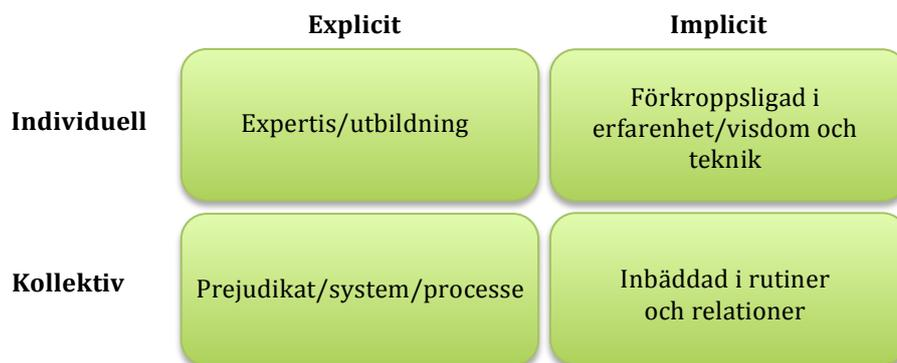 Explicit Implicit
Individuell
Expertis/utbildning
Förkroppsligad i
erfarenhet/visdom och
teknik
Kollektiv
Prejudikat/system/processe
Inbäddad i rutiner
och relationer